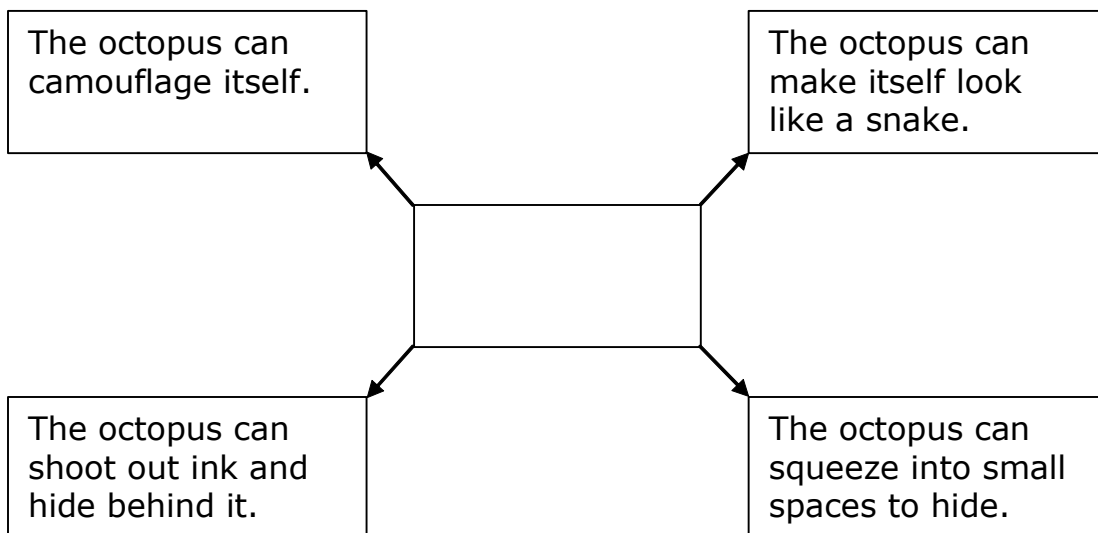 The octopus can
camouflage itself.
The octopus can
make itself look
like a snake.
The octopus can
shoot out ink and
hide behind it.
The octopus can
squeeze into small
spaces to hide.